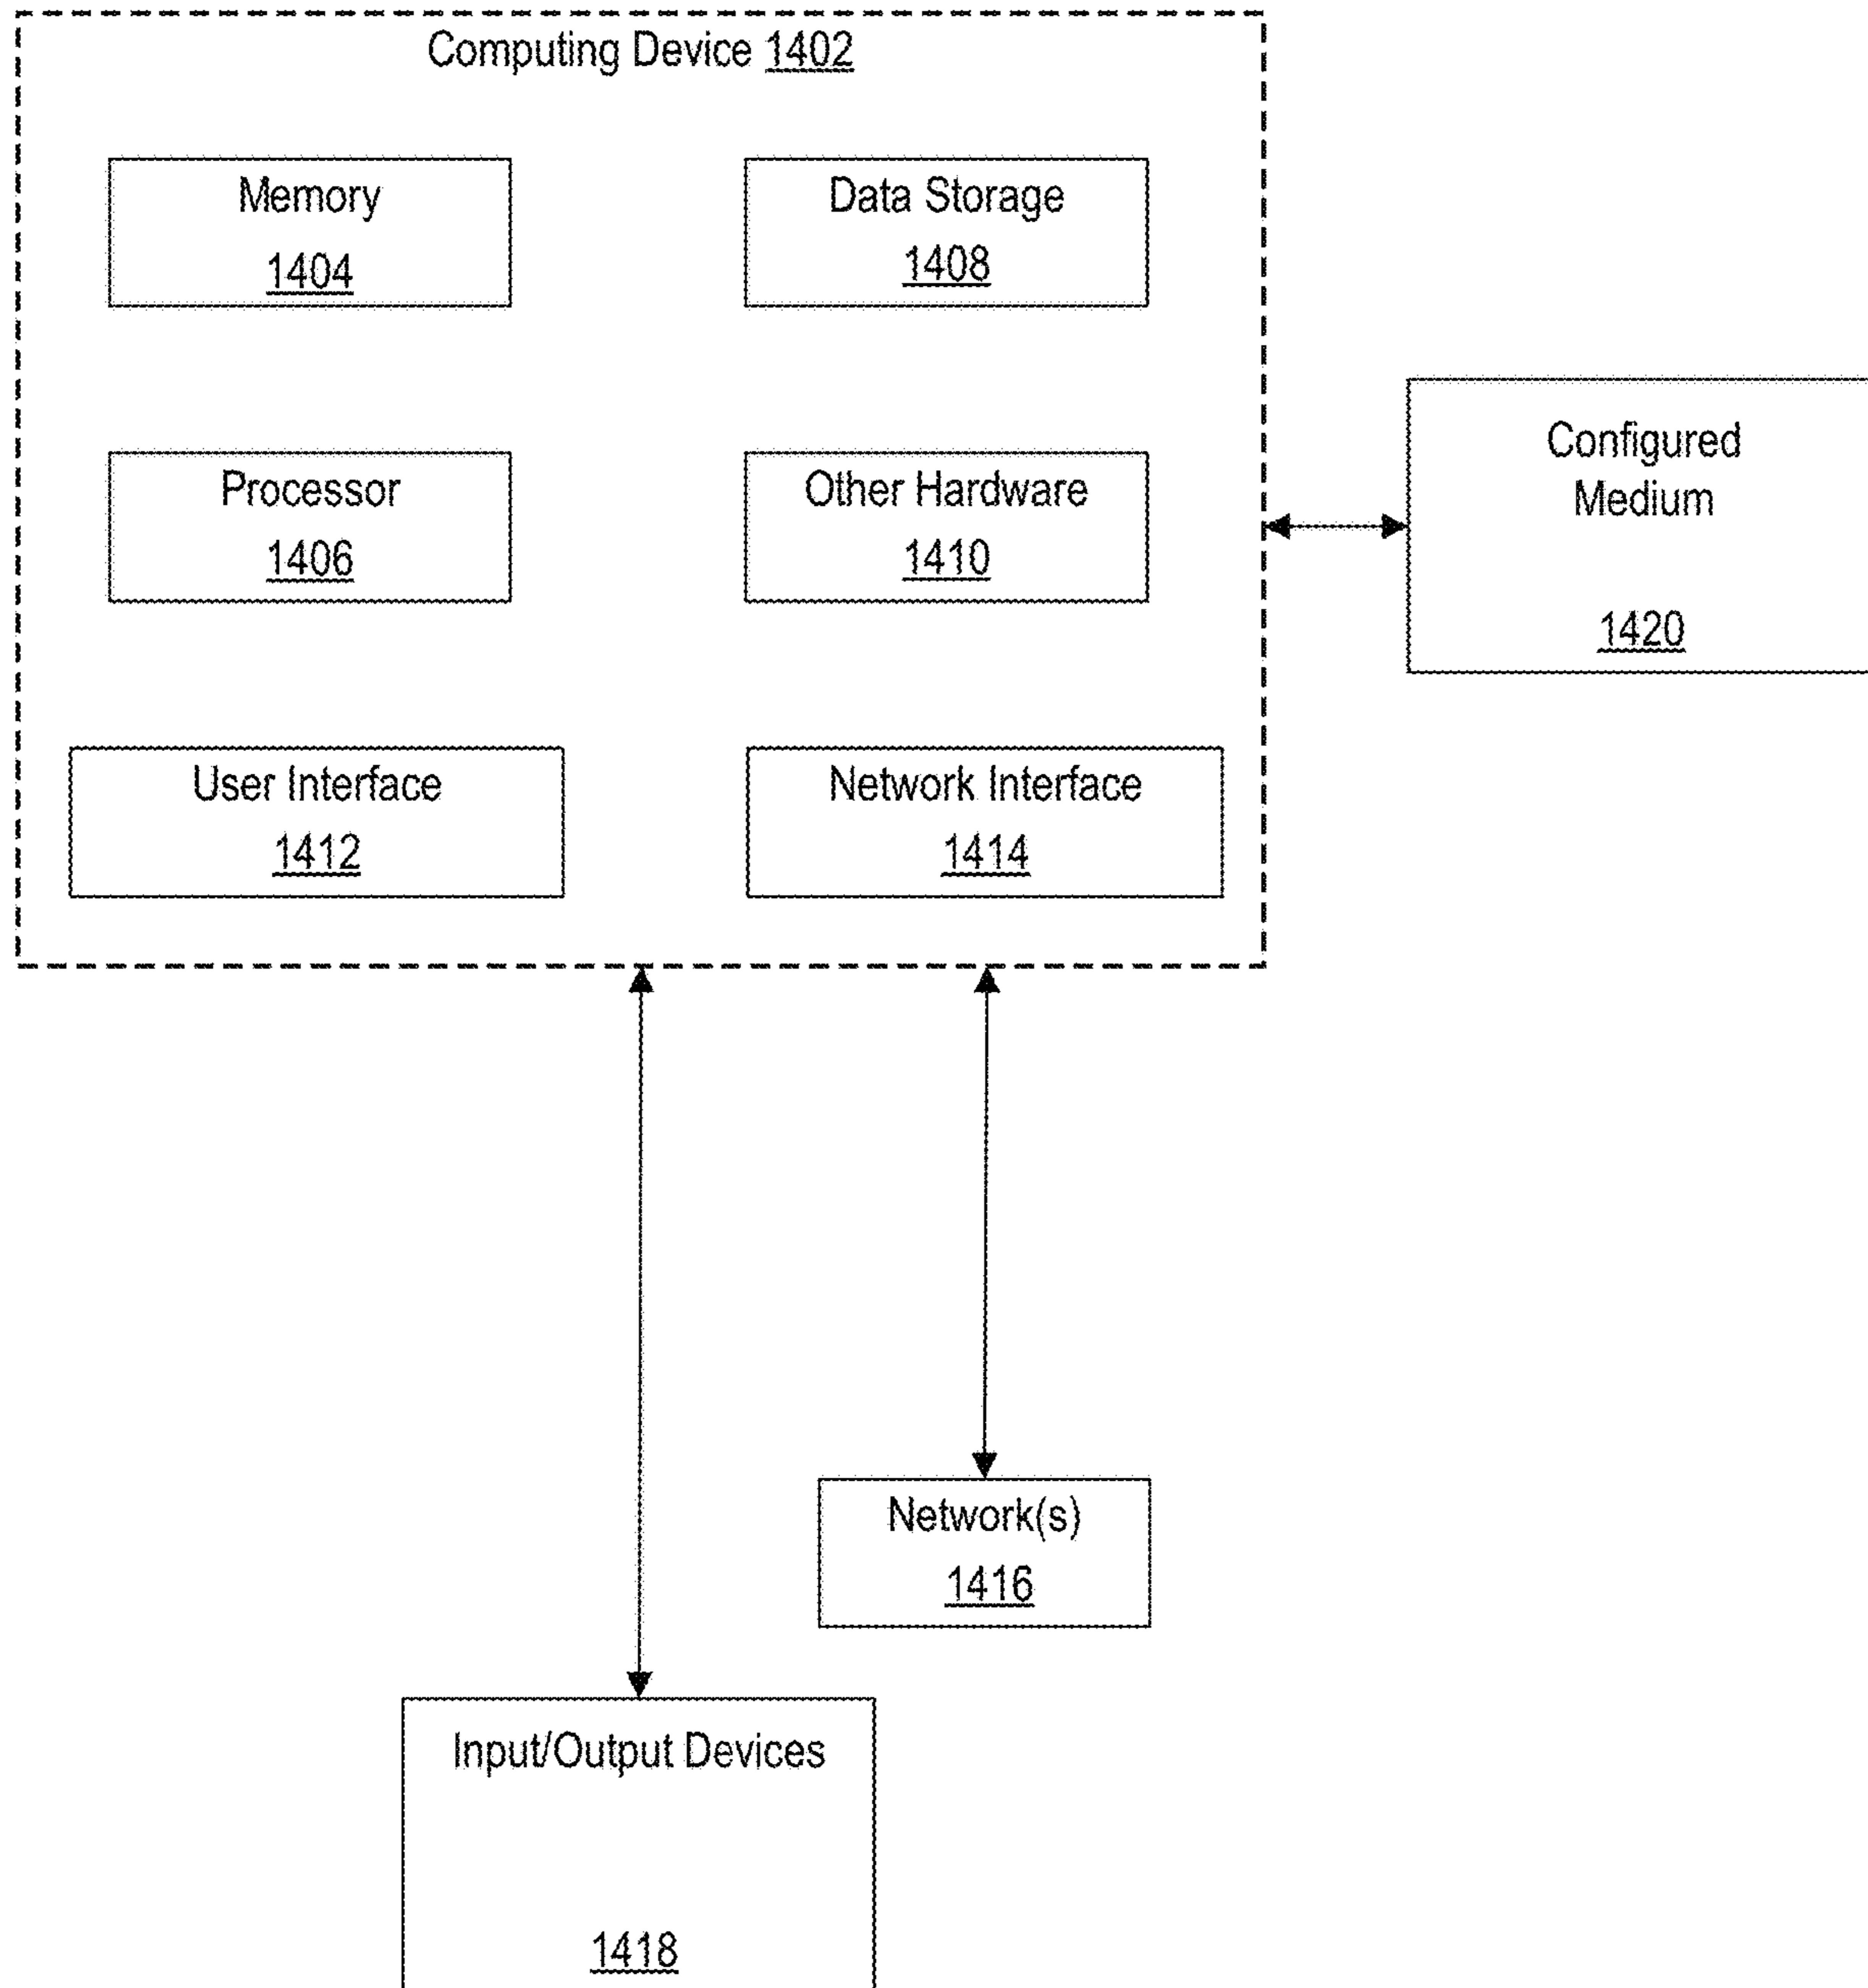 Computing Device 1402
Memory
1404
Data Storage
1408
Processor
1406
Other Hardware
1410
Configured
Medium
1420
User Interface
1412
Network Interface
1414
Network(s)
1416
Input/Output Devices
1418